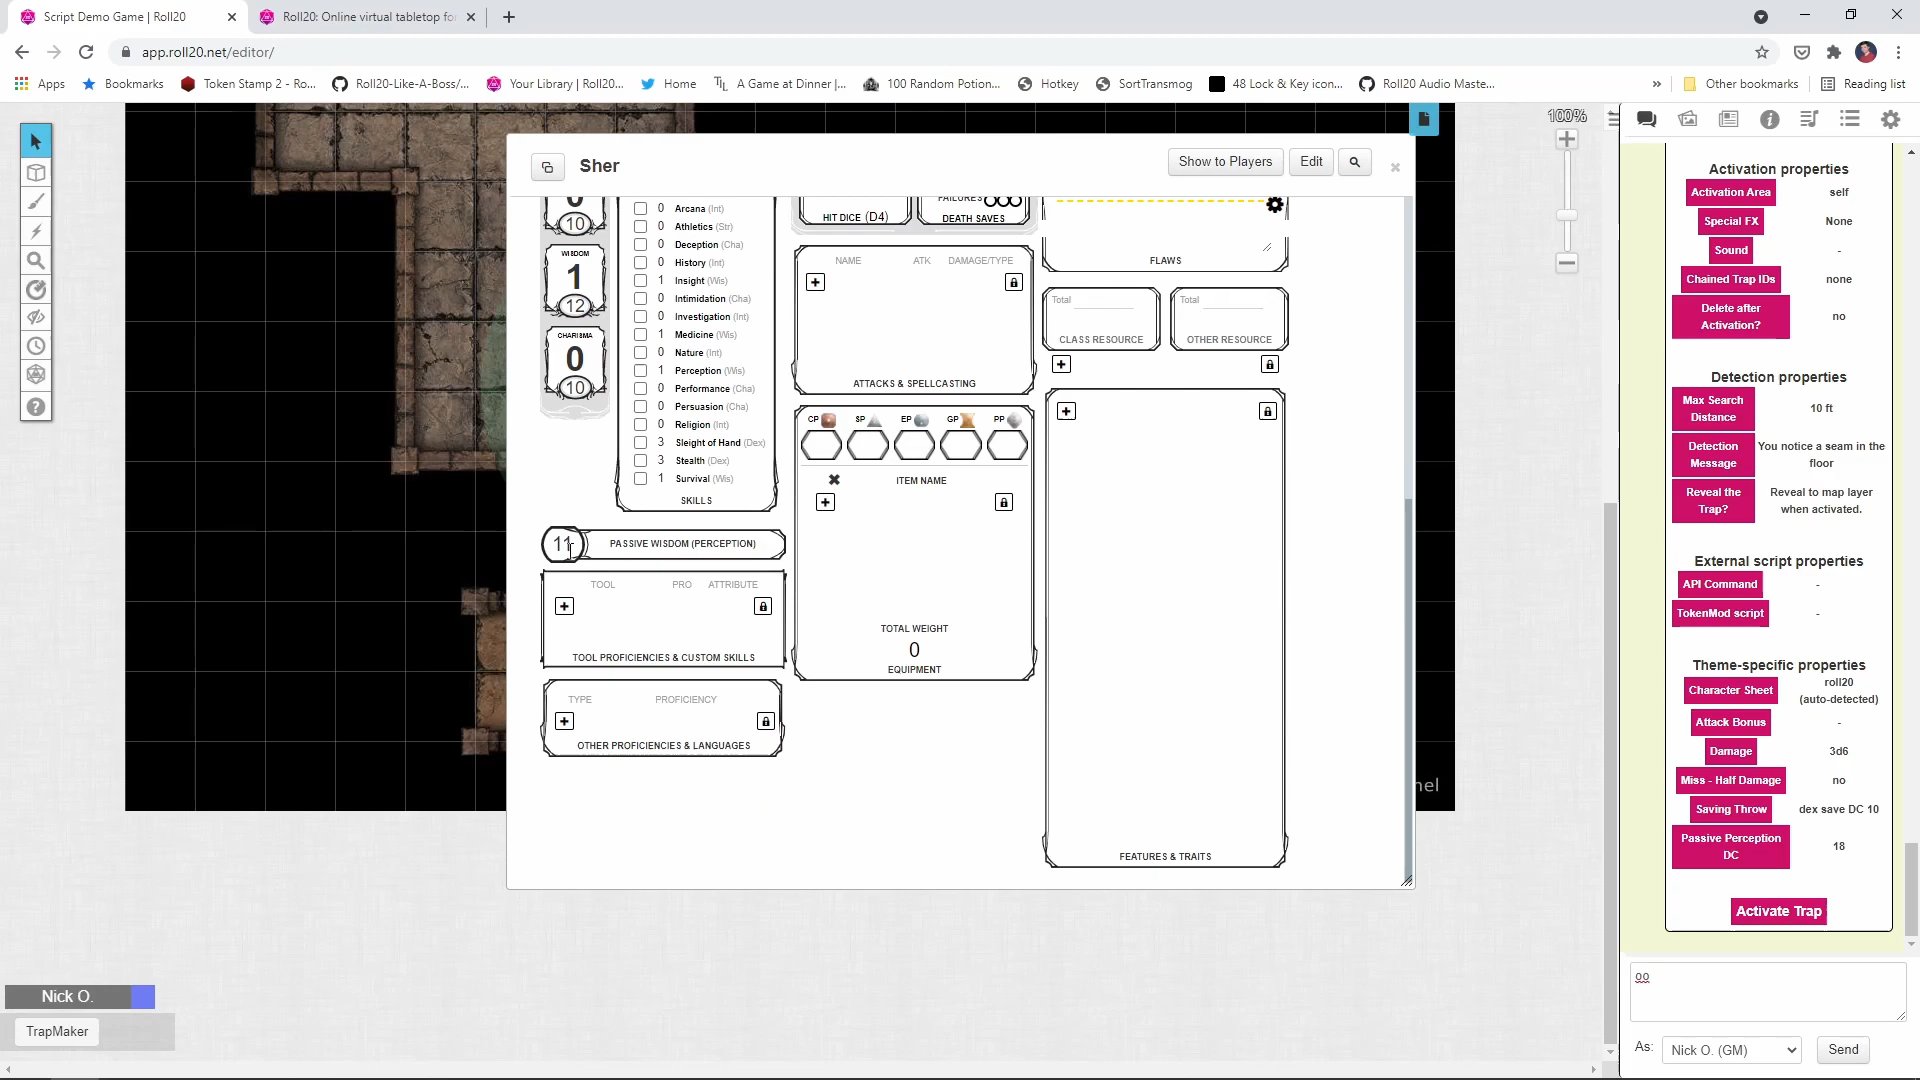 Script Demo Game | Roll20
Roll20: Online virtual tabletop fo
app.roll20.net/editor/
Apps
Bookmarks
Token Stamp 2 - Ro...
Roll20-Like-A-Boss/...
Your Library | Roll20...
Home
A Game at Dinner |...
100 Random Potion...
Hotkey
SortTransmog
48 Lock & Key icon...
Roll20 Audio Maste...
»
Other bookmarks
Reading list
100%
Sher
Show to Players
Edit
10
WISDOM
1
12
CHARISMA
0
10
0 Arcana (Int)
0 Athletics (Str)
0 Deception (Cha)
0 History (Int)
1 Insight (Wis)
0 Intimidation (Cha)
0 Investigation (Int)
1 Medicine (Wis)
0 Nature (Int)
1 Perception (Wis)
0 Performance (Cha)
0 Persuasion (Cha)
0 Religion (Int)
3 Sleight of Hand (Dex)
3 Stealth (Dex)
1 Survival (Wis)
SKILLS
11 PASSIVE WISDOM (PERCEPTION)
TOOL PRO ATTRIBUTE
TOOL PROFICIENCIES & CUSTOM SKILLS
TYPE PROFICIENCY
OTHER PROFICIENCIES & LANGUAGES
HIT DICE (D4)
FAILURES
DEATH SAVES
NAME ATK DAMAGE/TYPE
ATTACKS & SPELLCASTING
CP SP EP GP PP
ITEM NAME
TOTAL WEIGHT
0
EQUIPMENT
FLAWS
Total
CLASS RESOURCE
Total
OTHER RESOURCE
FEATURES & TRAITS
nel
Activation properties
Activation Area self
Special FX None
Sound -
Chained Trap IDs none
Delete after
Activation? no
Detection properties
Max Search
Distance 10 ft
Detection
Message You notice a seam in the
floor
Reveal the
Trap? Reveal to map layer
when activated.
External script properties
API Command -
TokenMod script -
Theme-specific properties
Character Sheet roll20
(auto-detected)
Attack Bonus -
Damage 3d6
Miss - Half Damage no
Saving Throw dex save DC 10
Passive Perception
DC 18
Activate Trap
oo
As: Nick O. (GM) Send
Nick O.
TrapMaker